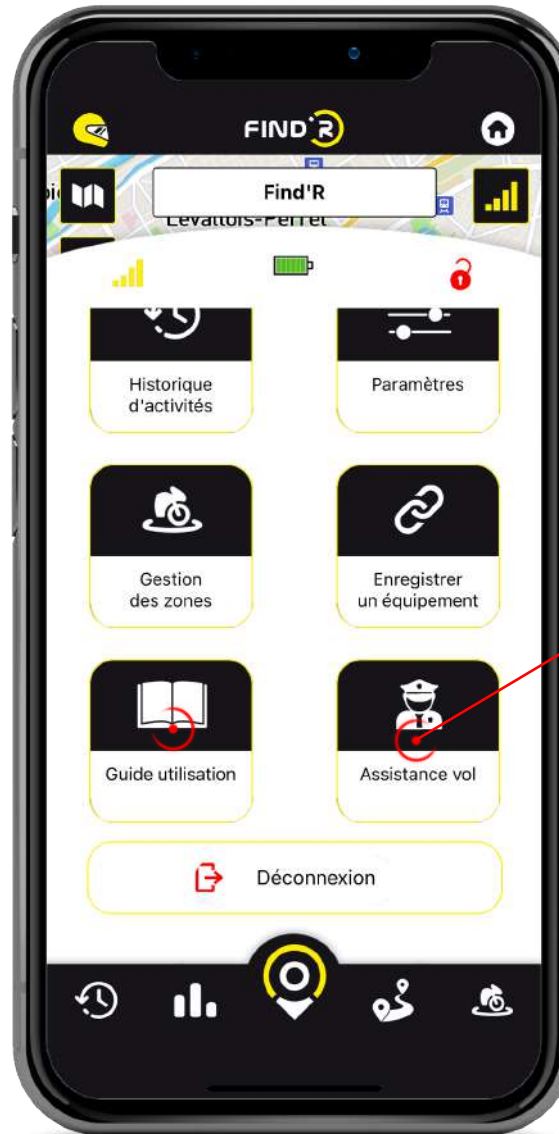 FIND'R
Find'R
Levallois-Perret
Historique
d'activités
Paramètres
Gestion
des zones
Enregistrer
un équipement
Guide utilisation
Assistance vol
Déconnexion